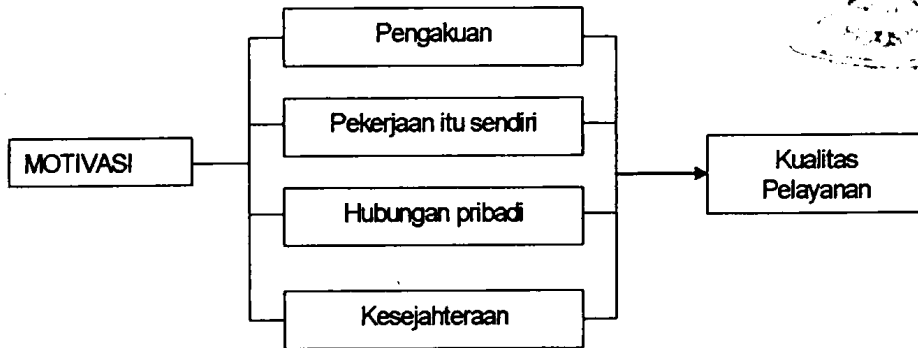 Pengakuan
Pekerjaan itu sendiri
MOTIVASI
Hubungan pribadi
Kesejahteraan
Kualitas
Pelayanan